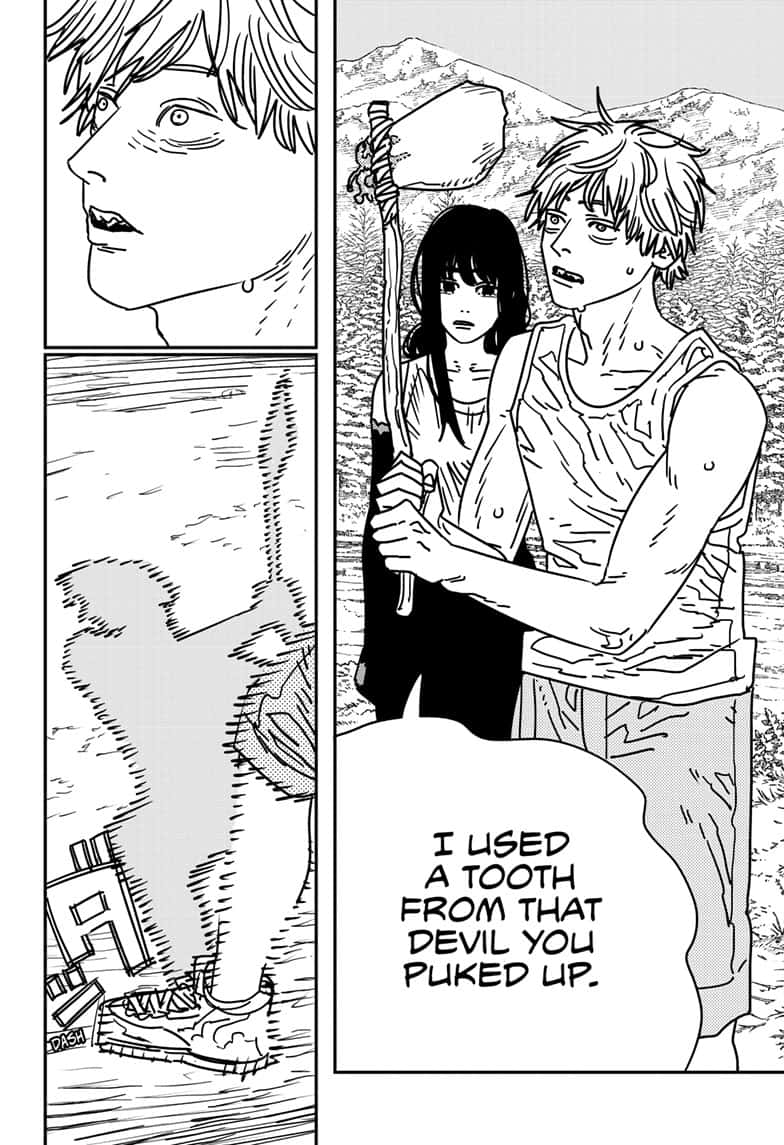 I USED
A TOOTH
FROM THAT
DEVIL YOU
PUKED UP.
DASH